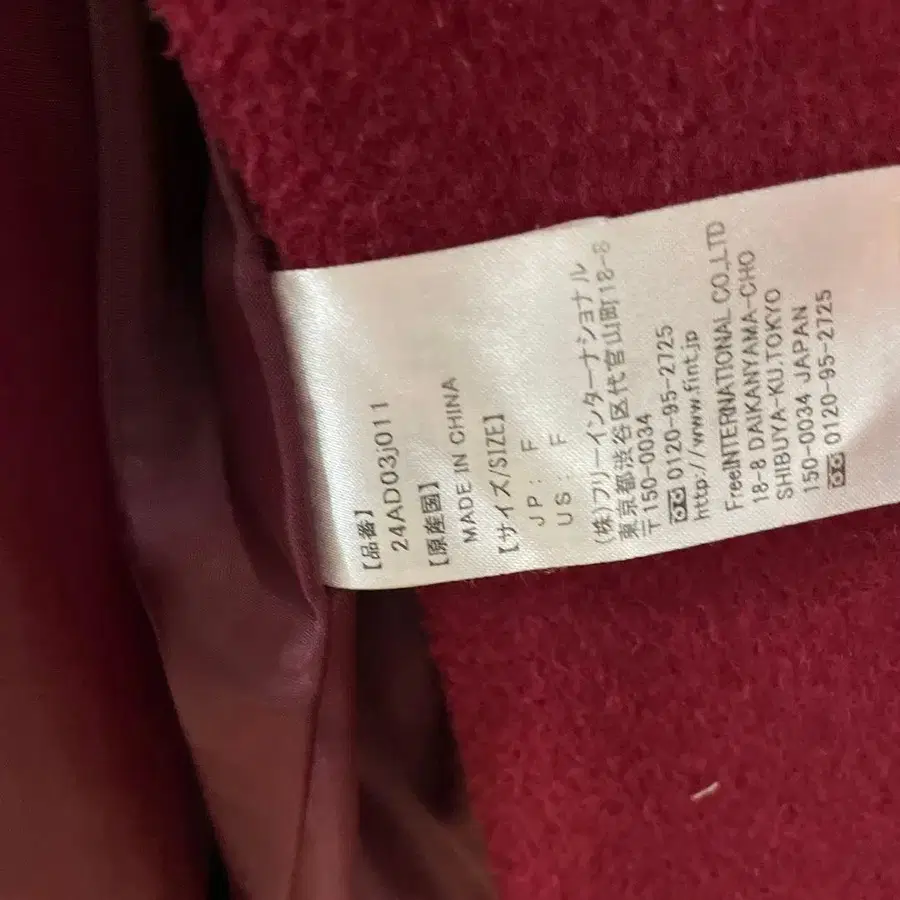 【品番】
24AD03j011
【原産国】
MADE IN CHINA
【サイズ/SIZE】
JP : F
US : F
(株)フリーインターナショナル
東京都渋谷区代官山町18-8
〒150-0034
0120-95-2725
http://www.fint.jp
FreeINTERNATIONAL CO.,LTD
18-8 DAIKANYAMA-CHO
SHIBUYA-KU,TOKYO
150-0034 JAPAN
0120-95-2725